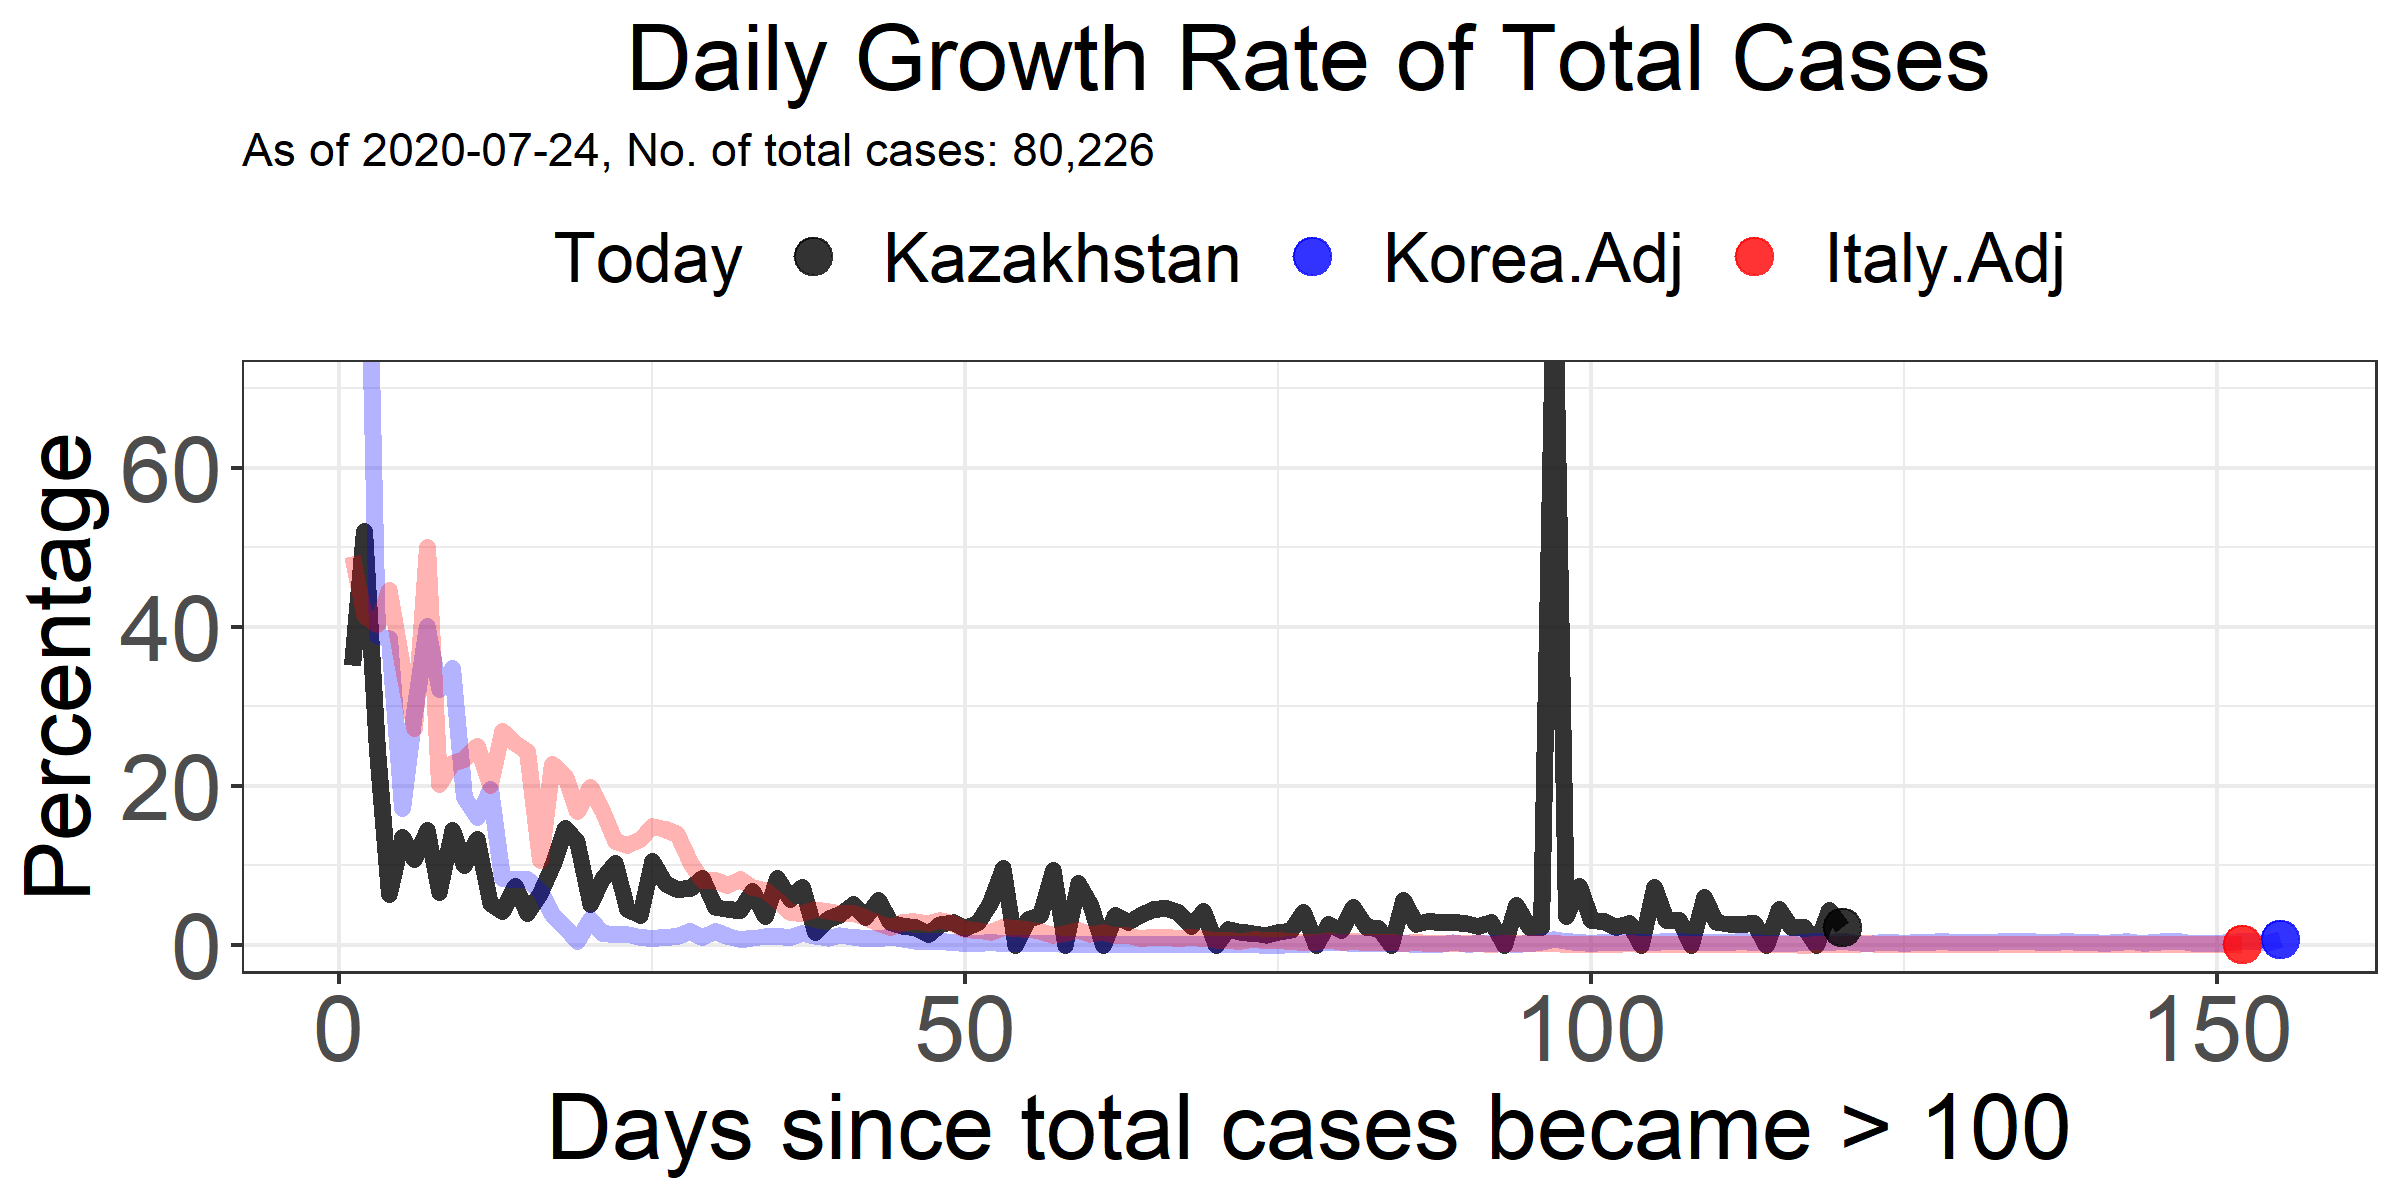 Daily Growth Rate of Total Cases
As of 2020-07-24, No. of total cases: 80,226
Today Kazakhstan Korea.Adj Italy.Adj
Percentage
60
40
20
0
0 50 100 150
Days since total cases became > 100